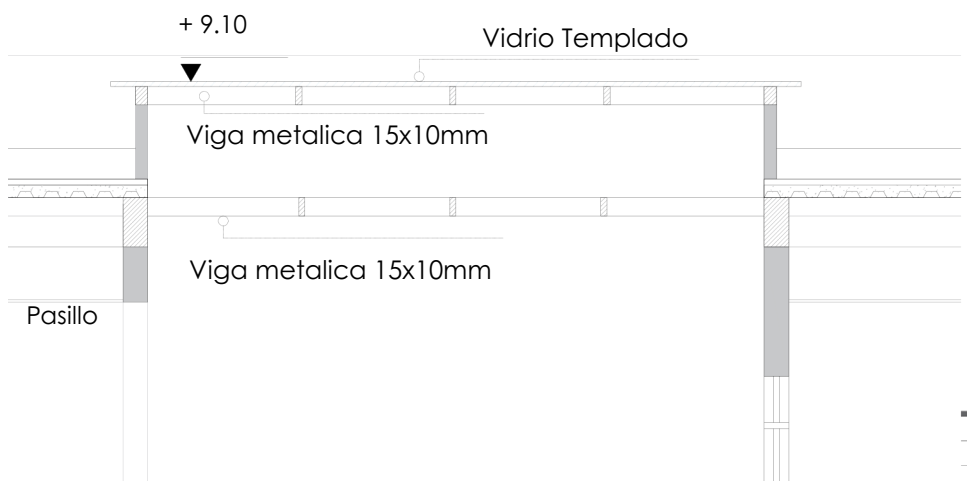 + 9.10
Vidrio Templado
Viga metalica 15x10mm
Viga metalica 15x10mm
Pasillo